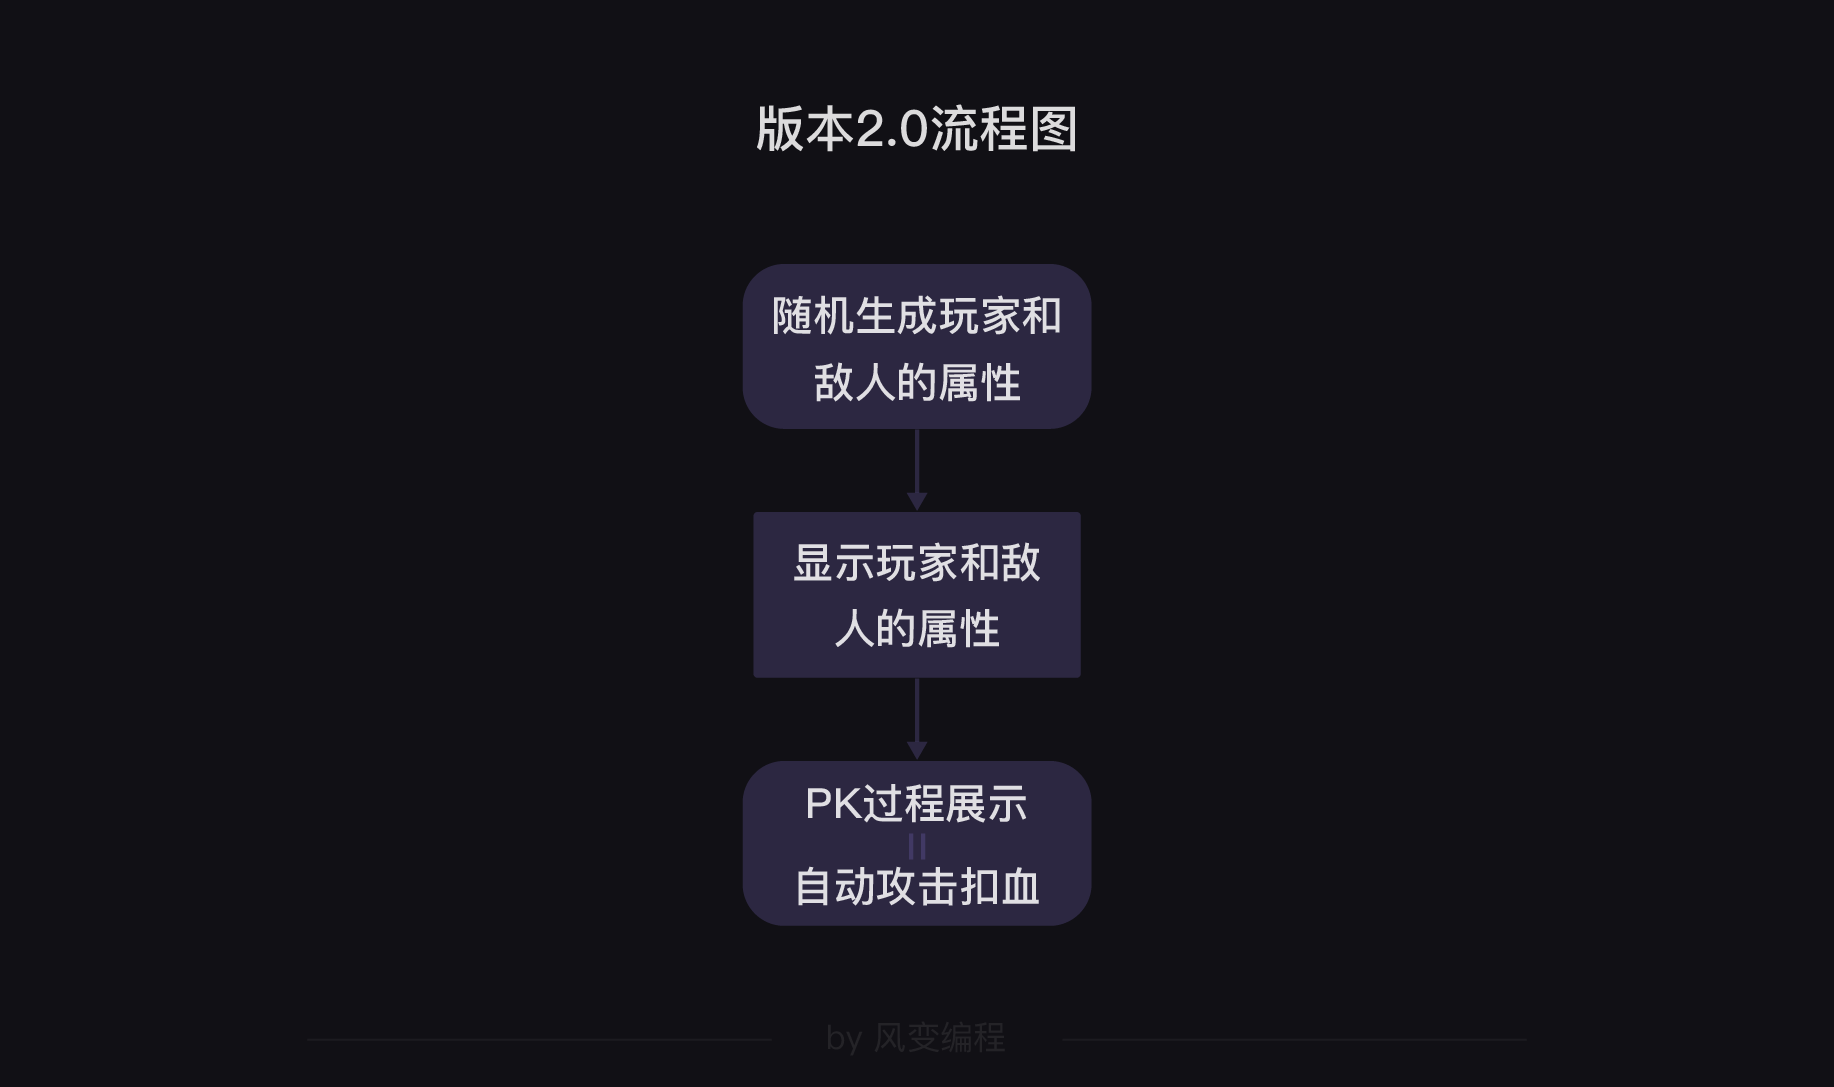 版本2.0流程图
随机生成玩家和
敌人的属性
显示玩家和敌
人的属性
PK过程展示
自动攻击扣血
by 风变编程